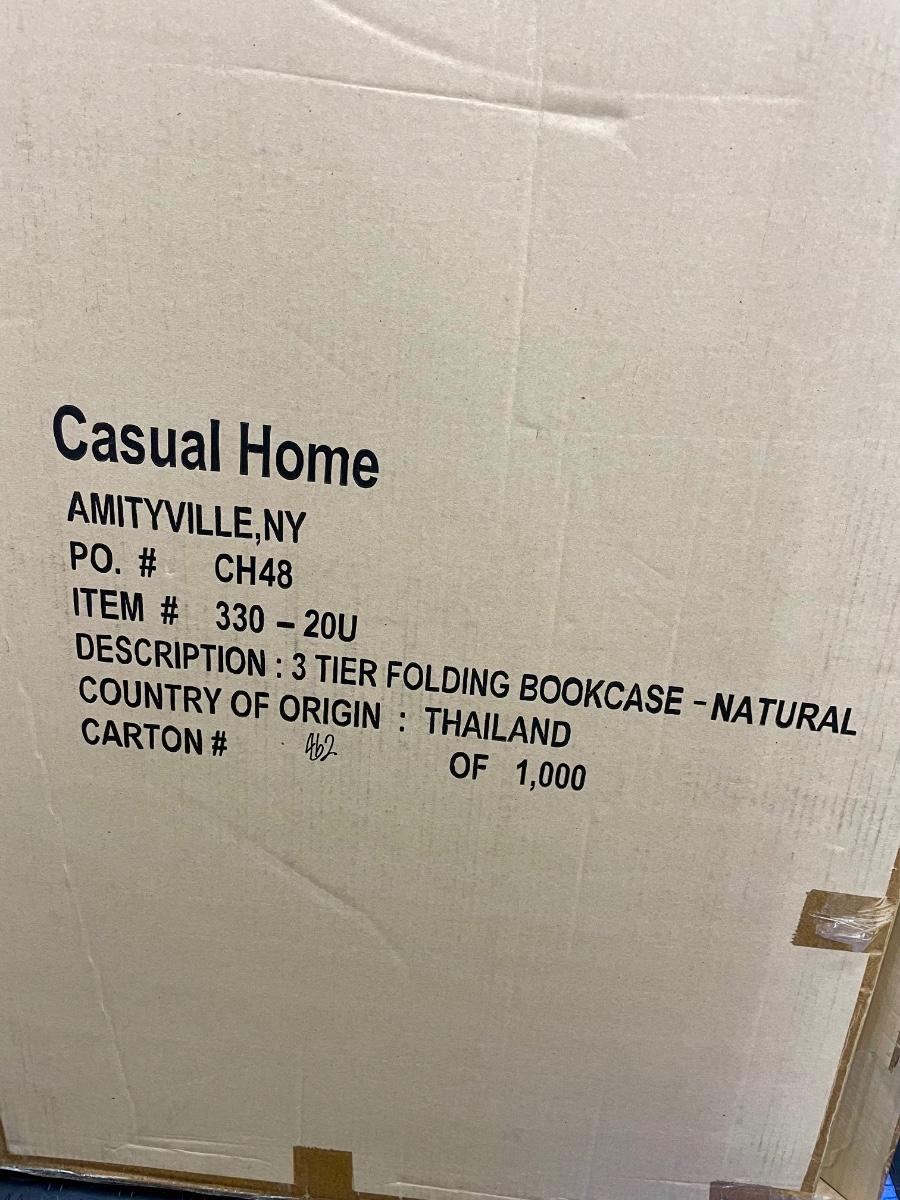 Casual Home
AMITYVILLE,NY
PO. # CH48
ITEM # 330 – 20U
DESCRIPTION : 3 TIER FOLDING BOOKCASE - NATURAL
COUNTRY OF ORIGIN : THAILAND
CARTON # 462 OF 1,000